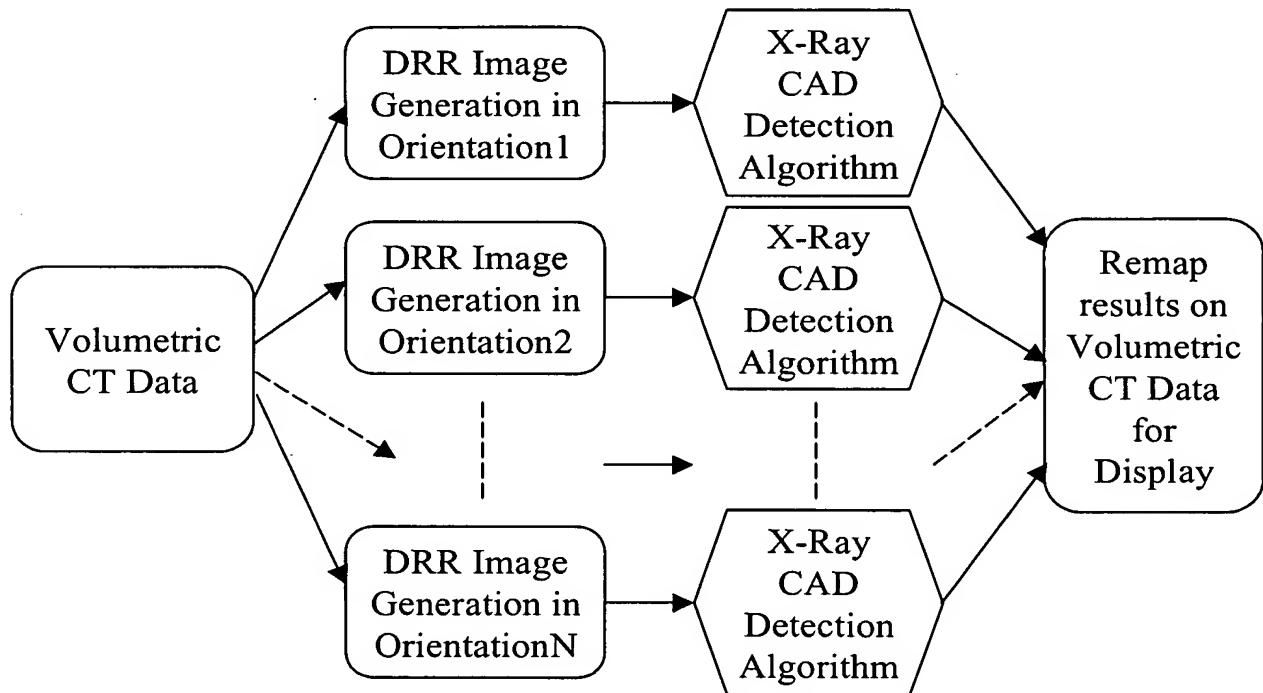 Volumetric
CT Data
DRR Image
Generation in
Orientation1
X-Ray
CAD
Detection
Algorithm
DRR Image
Generation in
Orientation2
X-Ray
CAD
Detection
Algorithm
DRR Image
Generation in
OrientationN
X-Ray
CAD
Detection
Algorithm
Remap
results on
Volumetric
CT Data
for
Display